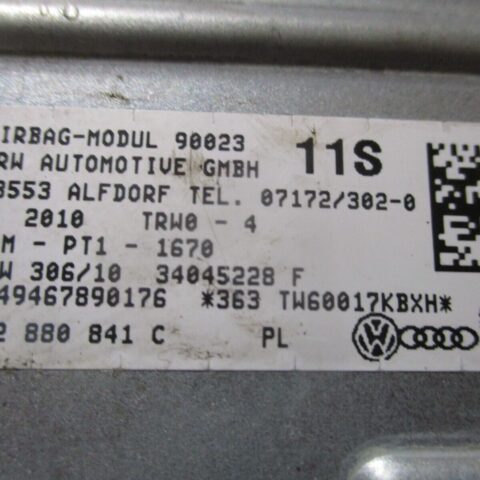 IRBAG-MODUL 90023 11S
RW AUTOMOTIVE GMBH
3553 ALFDORF TEL. 07172/302-0
2010 TRW0 - 4
M - PT1 - 1670
W 306/10 34045228 F
49467890176 *363 TW60017KBXH*
2 880 841 C PL